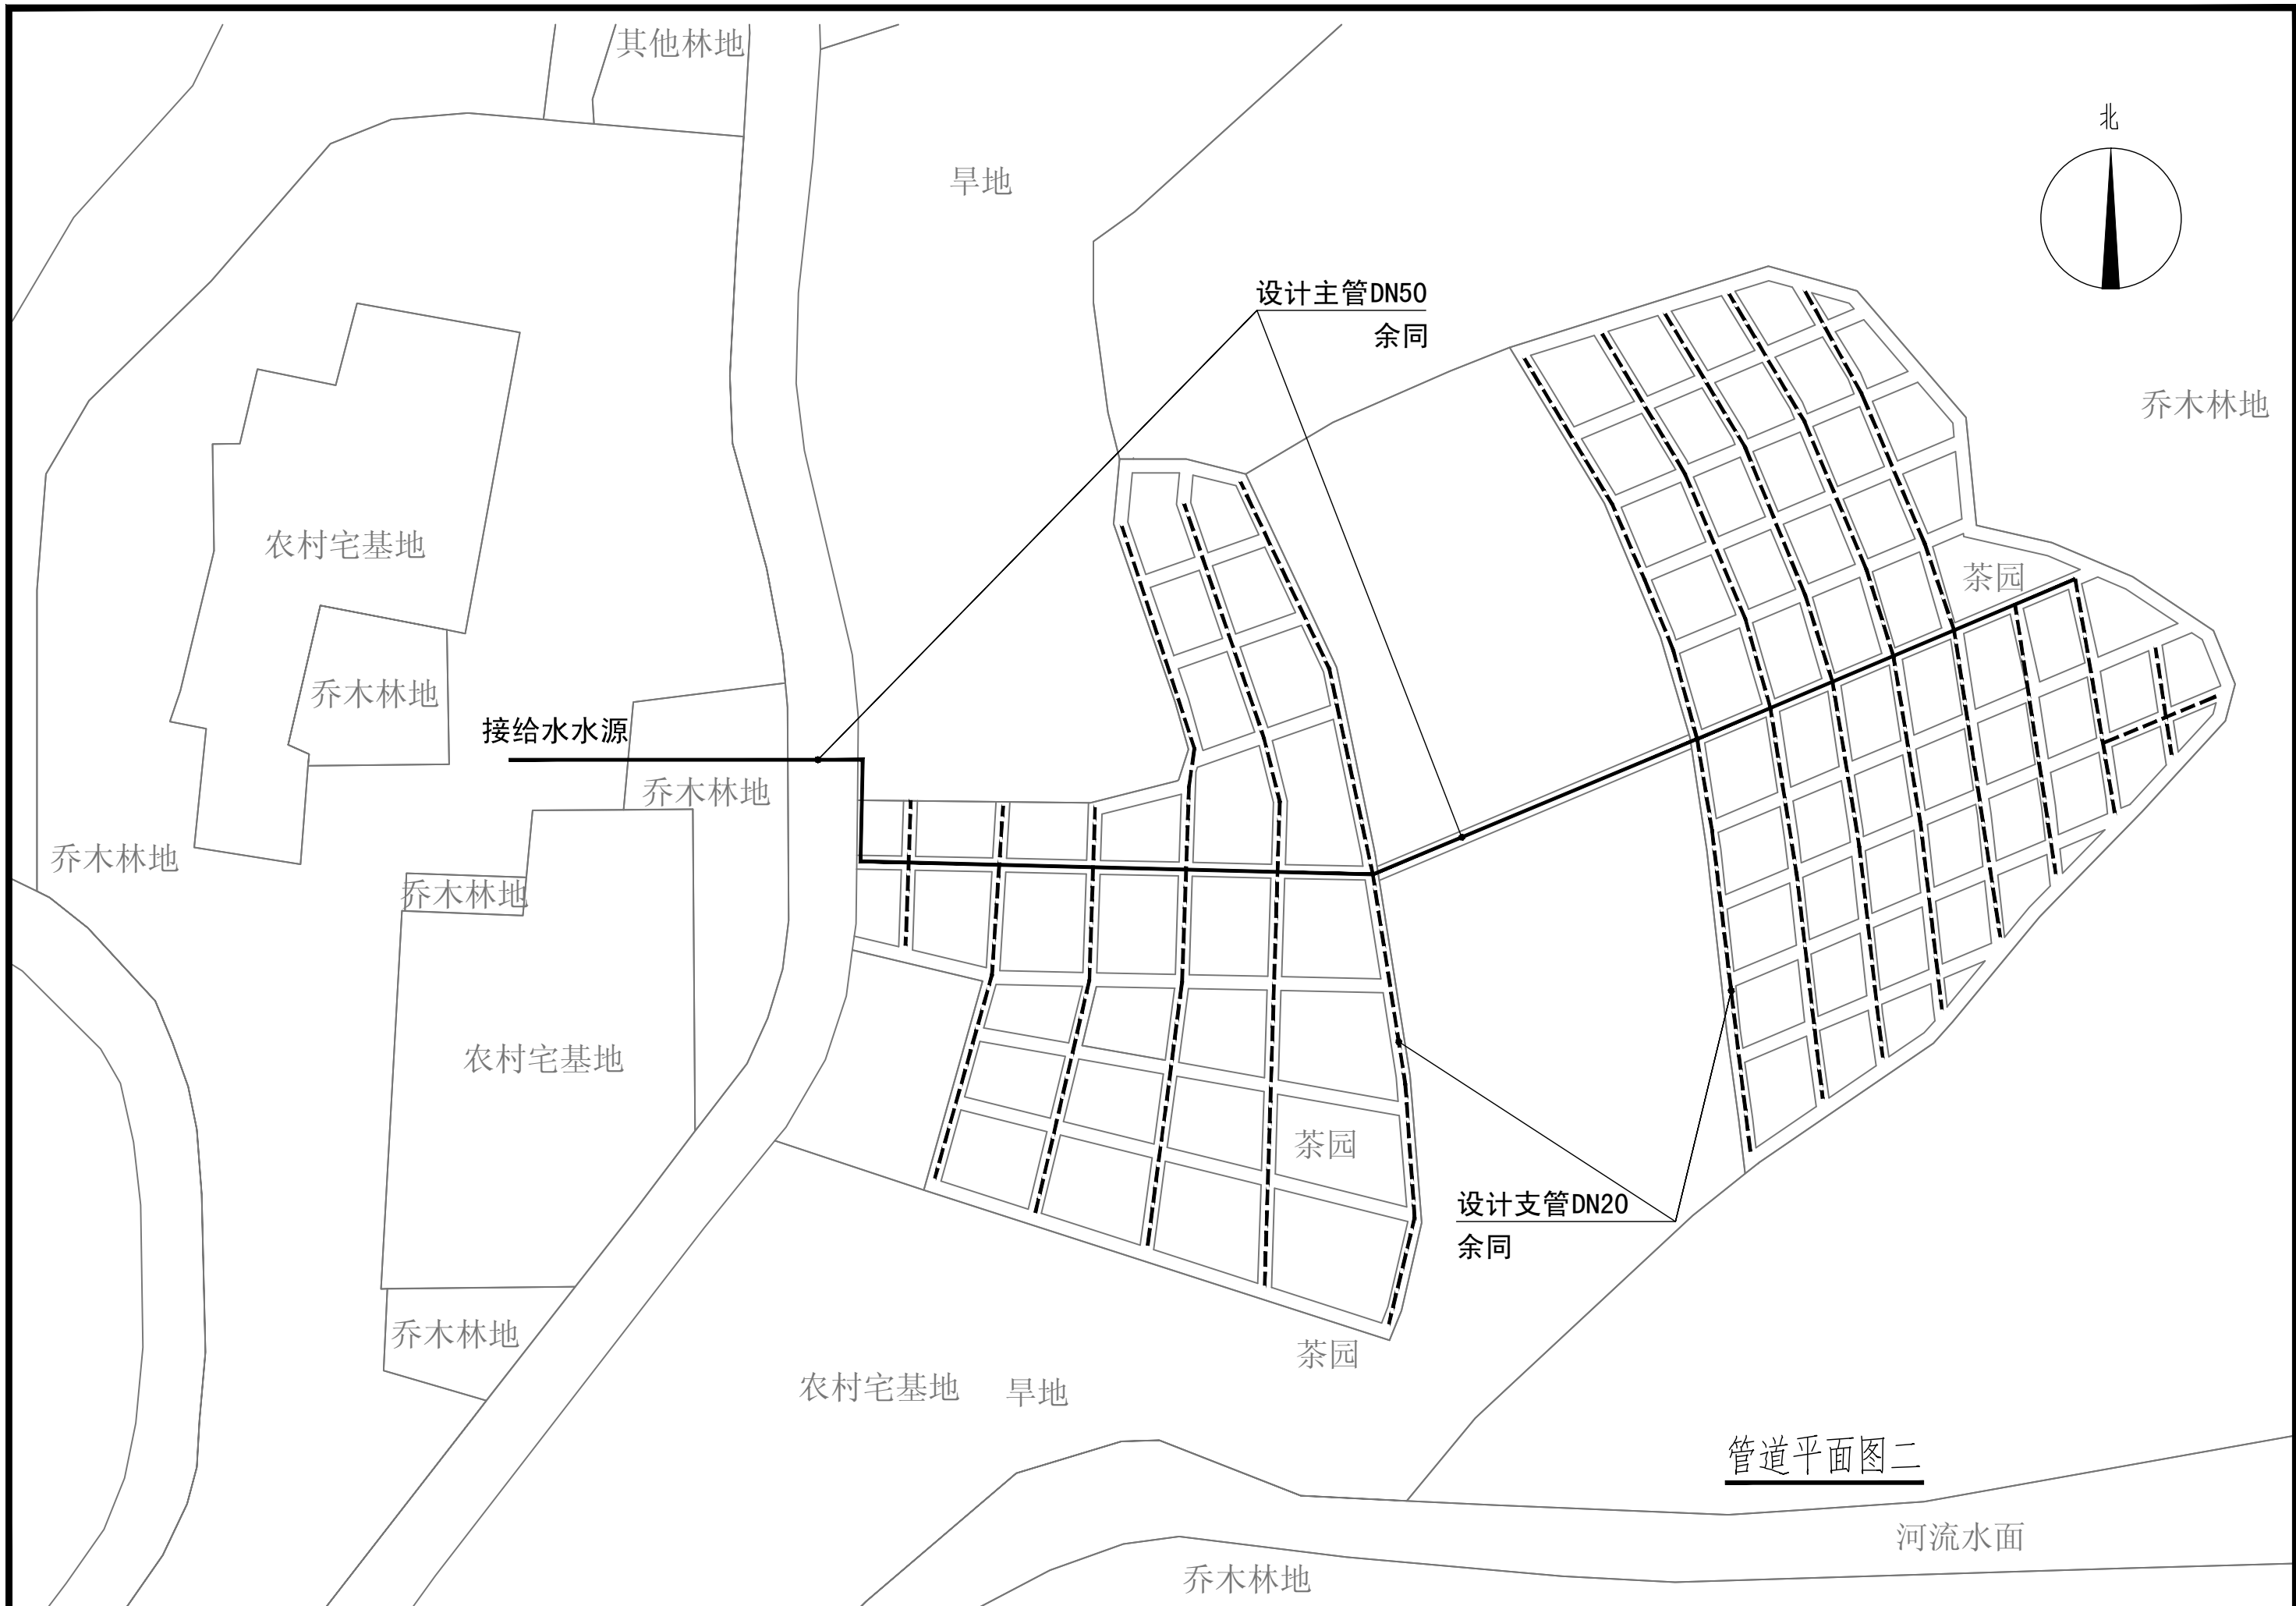 其他林地
北
旱地
设计主管DN50
余同
乔木林地
农村宅基地
茶园
乔木林地
接给水水源
乔木林地
乔木林地
乔木林地
农村宅基地
茶园
设计支管DN20
余同
乔木林地
茶园
农村宅基地
旱地
管道平面图二
河流水面
乔木林地